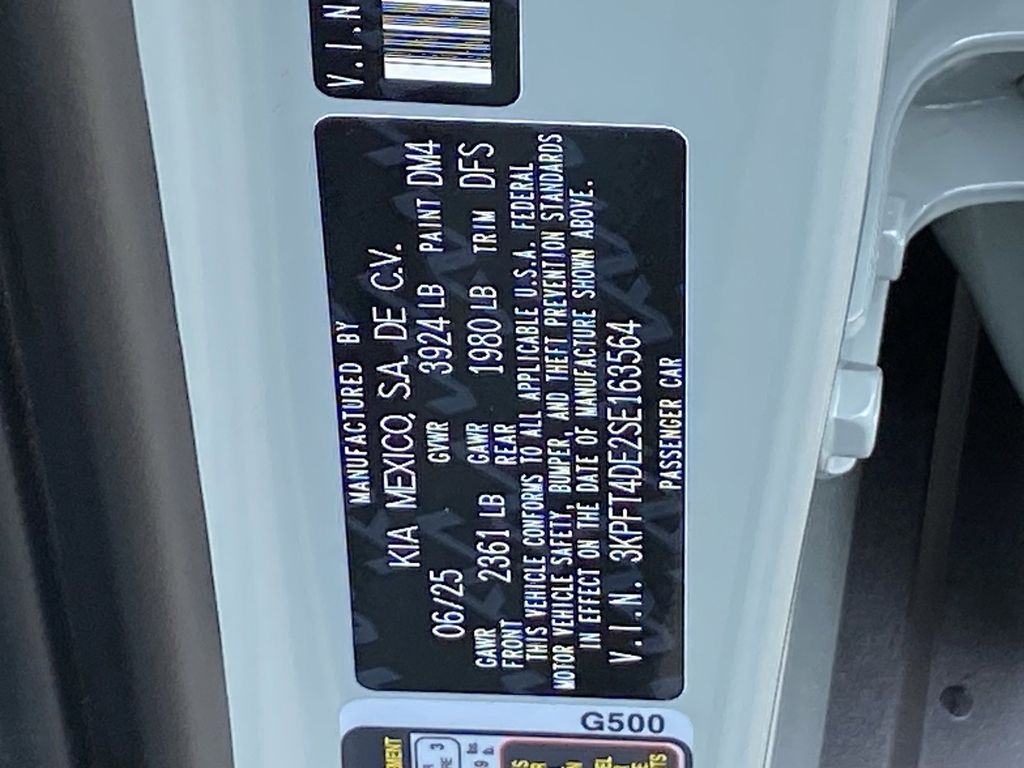 V.I.N
MANUFACTURED BY
KIA MEXICO, S.A. DE C.V.
06/25 GVWR 3924 LB PAINT DM4
GAWR FRONT 2361 LB GAWR REAR 1980 LB TRIM DFS
THIS VEHICLE CONFORMS TO ALL APPLICABLE U.S.A. FEDERAL
MOTOR VEHICLE SAFETY, BUMPER, AND THEFT PREVENTION STANDARDS
IN EFFECT ON THE DATE OF MANUFACTURE SHOWN ABOVE.
V.I.N. 3KPFT4DE2SE163564
PASSENGER CAR
G500